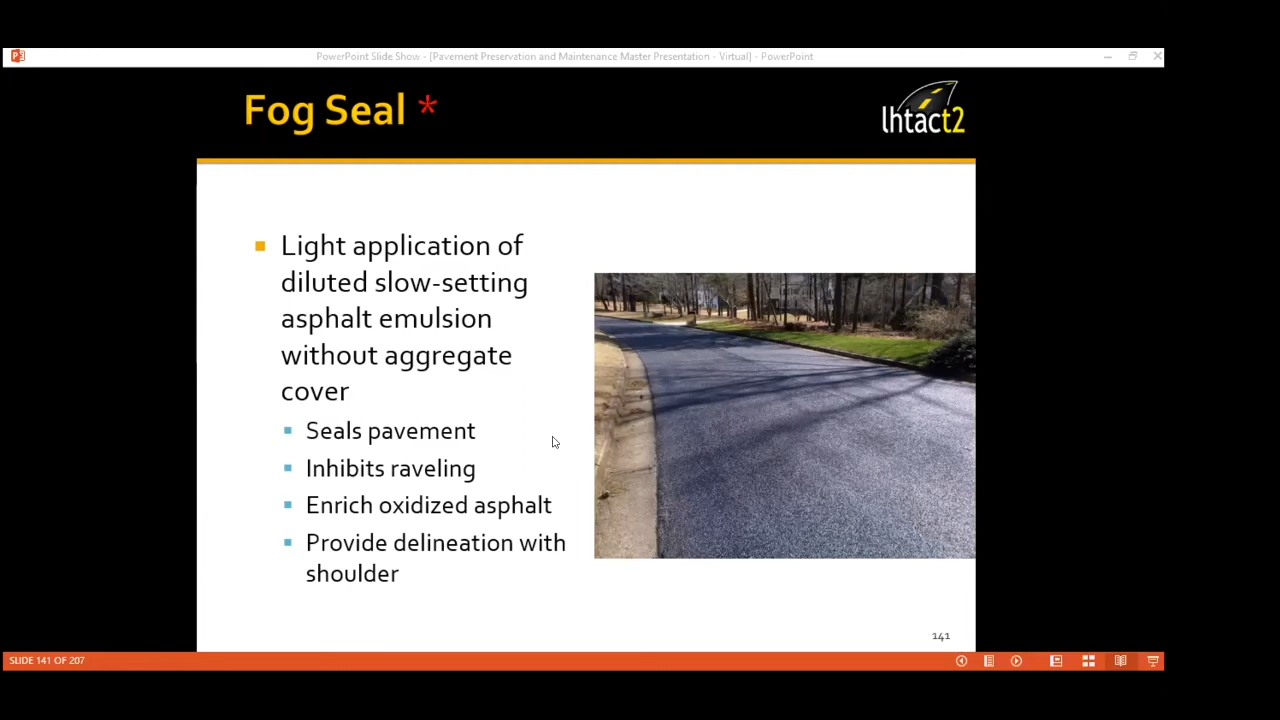 PowerPoint Slide Show - [Pavement Preservation and Maintenance Master Presentation - Virtual] - PowerPoint
Fog Seal *
lhtact2
Light application of
diluted slow-setting
asphalt emulsion
without aggregate
cover
Seals pavement
Inhibits raveling
Enrich oxidized asphalt
Provide delineation with
shoulder
141
SLIDE 141 OF 207